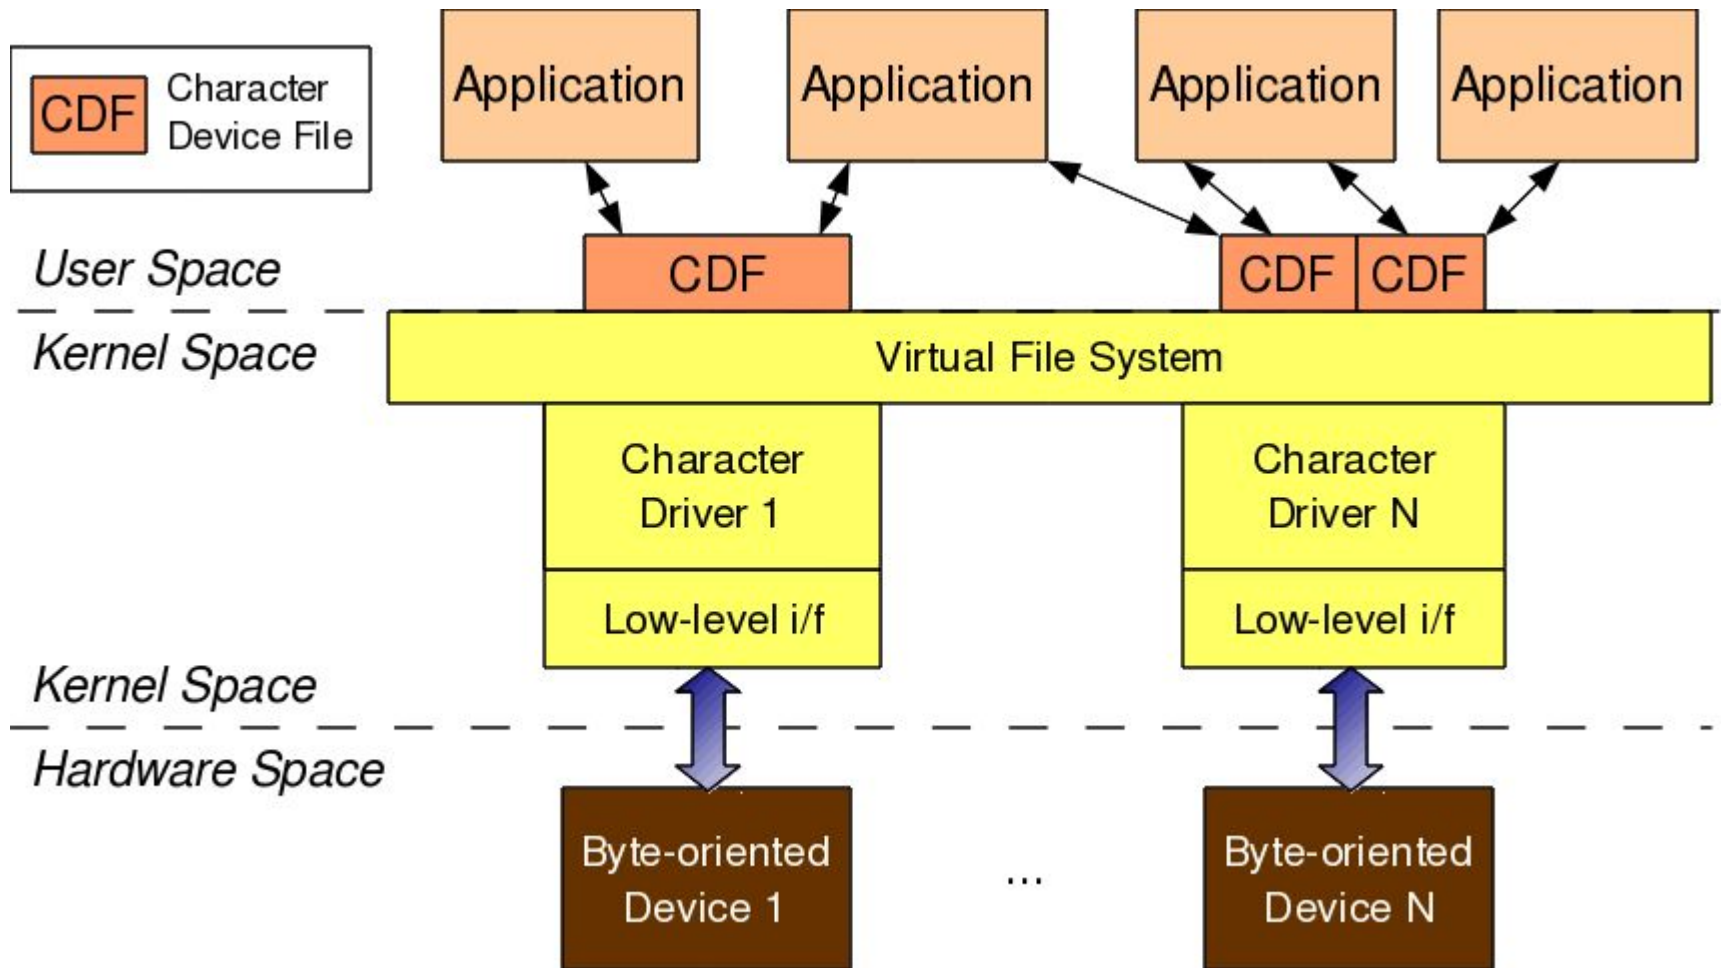 Application
Application
Application
Application
CDF
Character
Device File
User Space
CDF
CDF
CDF
Kernel Space
Virtual File System
Character
Driver 1
Character
Driver N
Low-level i/f
Low-level i/f
Kernel Space
Hardware Space
Byte-oriented
Device 1
...
Byte-oriented
Device N